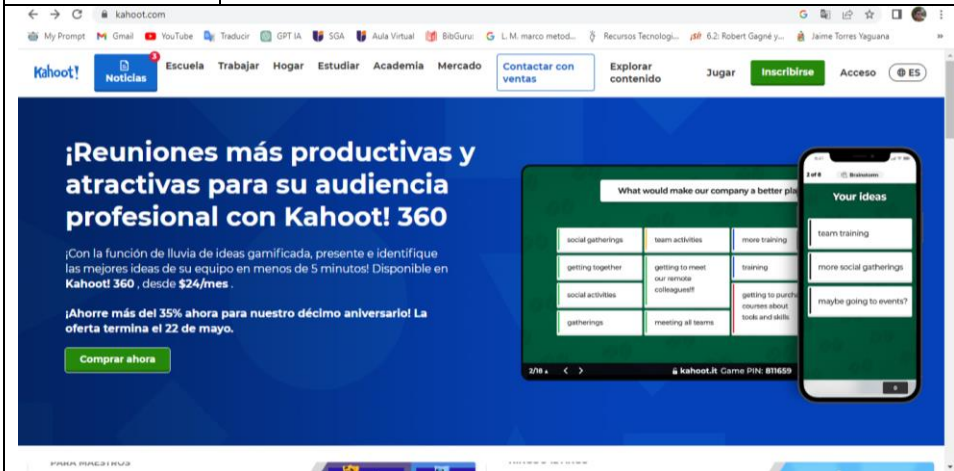 kahoot.com
My Prompt Gmail YouTube Traducir GPT IA SGA Aula Virtual BibGuru: L. M. marco metod... Recursos Tecnologi... 6.2: Robert Gagné y... Jaime Torres Yaguana
Kahoot! Noticias 3 Escuela Trabajar Hogar Estudiar Academia Mercado Contactar con ventas Explorar contenido Jugar Inscribirse Acceso ES
¡Reuniones más productivas y
atractivas para su audiencia
profesional con Kahoot! 360
¡Con la función de lluvia de ideas gamificada, presente e identifique
las mejores ideas de su equipo en menos de 5 minutos! Disponible en
Kahoot! 360 , desde $24/mes .
¡Ahorre más del 35% ahora para nuestro décimo aniversario! La
oferta termina el 22 de mayo.
Comprar ahora
What would make our company a better pla
social gatherings
team activities
more training
getting together
getting to meet
our remote
colleagues!!!
training
social activities
getting to purch
courses about
tools and skills
gatherings
meeting all teams
2/18
kahoot.it Game PIN: 811659
2 of 8 Brainstorm
Your ideas
team training
more social gatherings
maybe going to events?
PARA MAESTROS